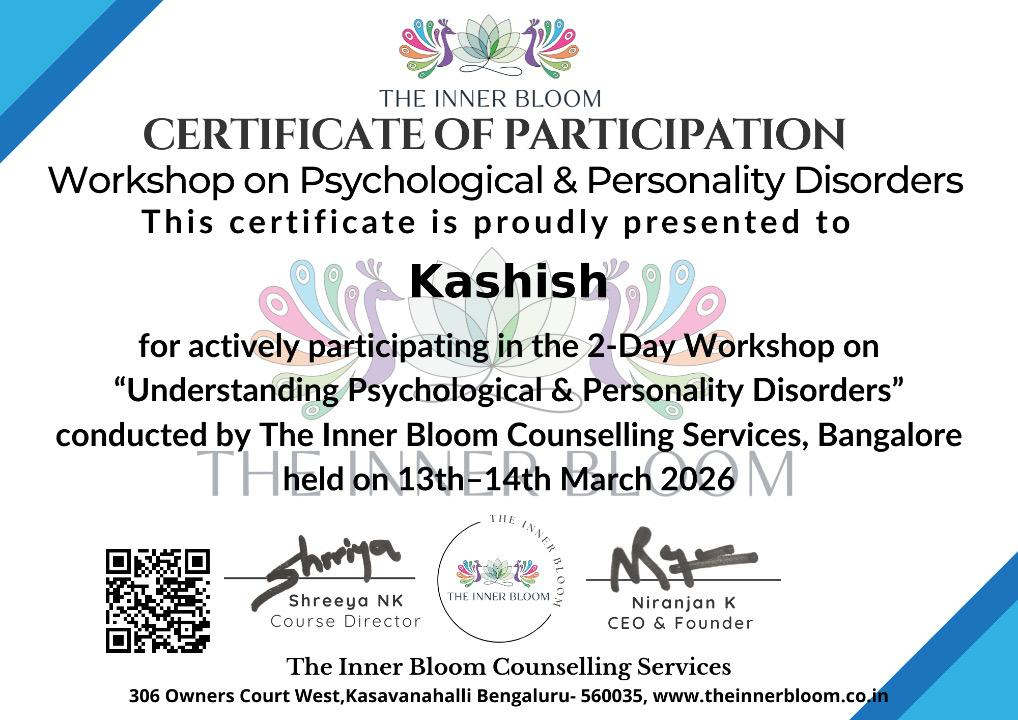 THE INNER BLOOM
CERTIFICATE OF PARTICIPATION
Workshop on Psychological & Personality Disorders
This certificate is proudly presented to
Kashish
for actively participating in the 2-Day Workshop on
“Understanding Psychological & Personality Disorders”
conducted by The Inner Bloom Counselling Services, Bangalore
THE INNER BLOOM
held on 13th–14th March 2026
Shreeya
Shreeya NK
Course Director
THE INNER BLOOM
THE INNER BLOOM
Niranjan K
CEO & Founder
The Inner Bloom Counselling Services
306 Owners Court West,Kasavanahalli Bengaluru- 560035, www.theinnerbloom.co.in